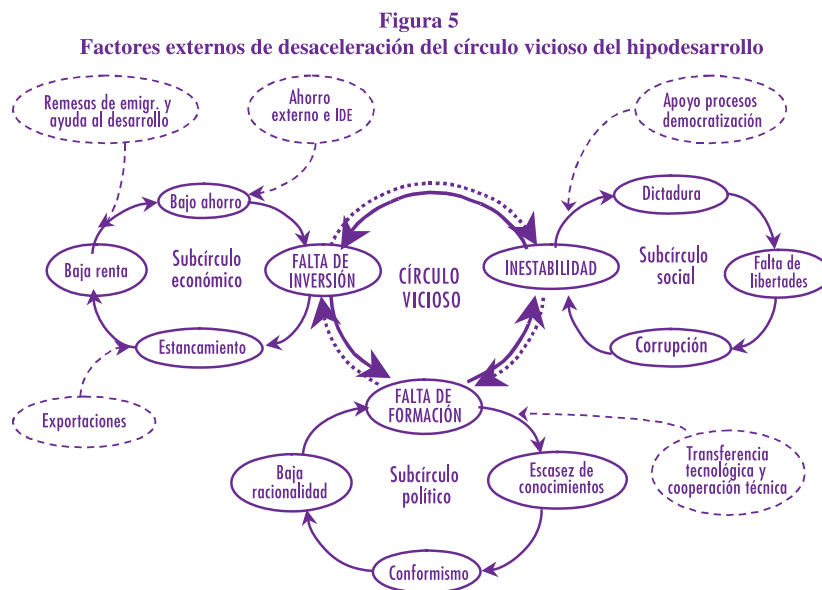 Figura 5
Factores externos de desaceleración del círculo vicioso del hipodesarrollo
Remesas de emigr. y
ayuda al desarrollo
Ahorro
externo e IDE
Apoyo procesos
democratización
Bajo ahorro
Dictadura
Baja renta
Subcírculo
económico
FALTA DE
INVERSIÓN
CÍRCULO
VICIOSO
INESTABILIDAD
Subcírculo
social
Falta de
libertades
Estancamiento
Corrupción
Exportaciones
FALTA DE
FORMACIÓN
Baja
racionalidad
Subcírculo
político
Escasez de
conocimientos
Transferencia
tecnológica y
cooperación técnica
Conformismo